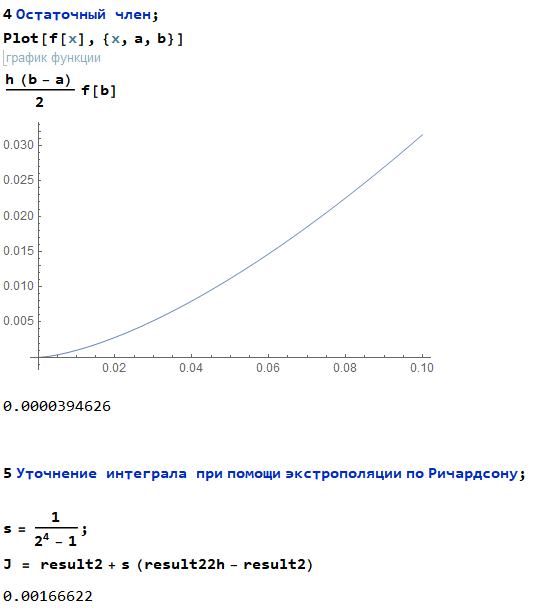 4 Остаточный член;
Plot[f[x], {x, a, b}]
график функции
h (b - a)
2
f[b]
0.030
0.025
0.020
0.015
0.010
0.005
0.02 0.04 0.06 0.08 0.10
0.0000394626
5 Уточнение интеграла при помощи экстрополяции по Ричардсону;
s = 1 / (2^4 - 1);
J = result2 + s (result22h - result2)
0.00166622